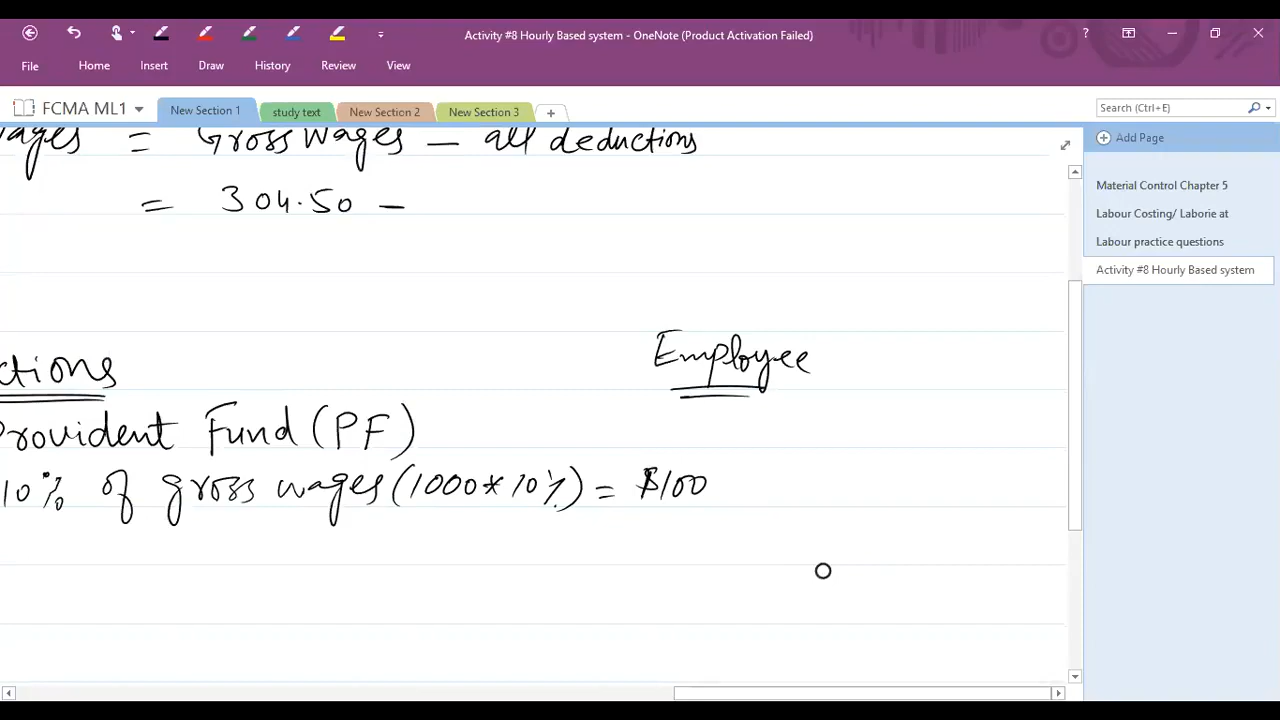 Activity #8 Hourly Based system - OneNote (Product Activation Failed)
?
File Home Insert Draw History Review View
FCMA ML1 New Section 1 study text New Section 2 New Section 3
Search (Ctrl+E)
Add Page
Material Control Chapter 5
Labour Costing/ Laborie at
Labour practice questions
Activity #8 Hourly Based system
ages = Gross Wages – all deductions
= 304.50 –
ctions
Employee
Provident Fund (PF)
10% of gross wages (1000*10%) = $100